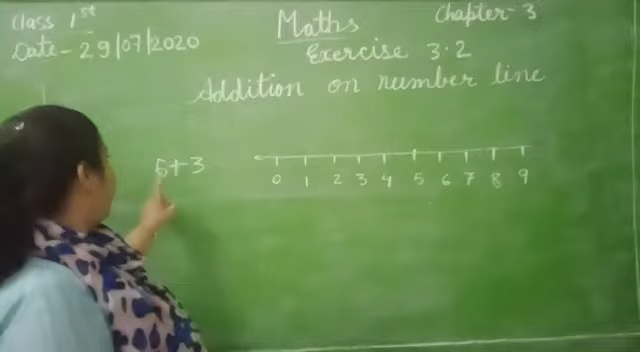 Class 1st
Maths
Chapter-3
Date - 29/07/2020
Exercise 3.2
Addition on number line
5+3
0 1 2 3 4 5 6 7 8 9